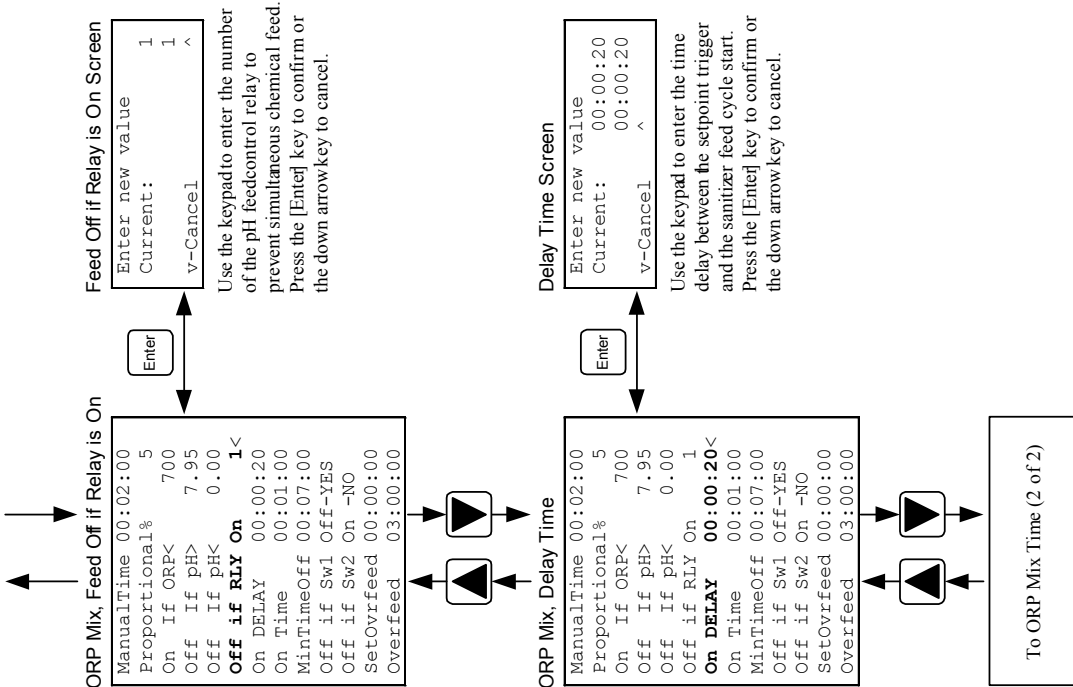 ORP Mix, Feed Off if Relay is On
ManualTime 00:02:00
Proportional% 5
On If ORP< 700
Off If pH> 7.95
Off If pH< 0.00
Off if RLY On 1<
On DELAY 00:00:20
On Time 00:01:00
MinTimeOff 00:07:00
Off if Sw1 Off-YES
Off if Sw2 On -NO
SetOvrfeed 00:00:00
Overfeed 03:00:00
Enter
Feed Off if Relay is On Screen
Enter new value
Current: 1
1
v-Cancel ^
Use the keypad to enter the number
of the pH feed control relay to
prevent simultaneous chemical feed.
Press the [Enter] key to confirm or
the down arrow key to cancel.
ORP Mix, Delay Time
ManualTime 00:02:00
Proportional% 5
On If ORP< 700
Off If pH> 7.95
Off If pH< 0.00
Off if RLY On 1
On DELAY 00:00:20<
On Time 00:01:00
MinTimeOff 00:07:00
Off if Sw1 Off-YES
Off if Sw2 On -NO
SetOvrfeed 00:00:00
Overfeed 03:00:00
Enter
Delay Time Screen
Enter new value
Current: 00:00:20
00:00:20
v-Cancel ^
Use the keypad to enter the time
delay between the setpoint trigger
and the sanitizer feed cycle start.
Press the [Enter] key to confirm or
the down arrow key to cancel.
To ORP Mix Time (2 of 2)